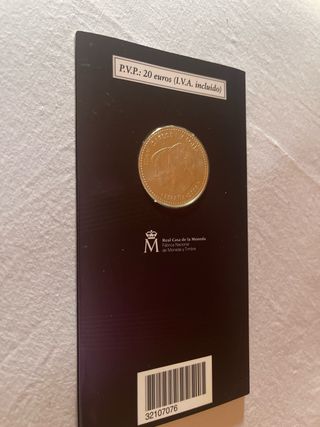 P.V.P.: 20 euros (I.V.A. incluido)
M
Real Casa de la Moneda
Fábrica Nacional
de Moneda y Timbre
32107076